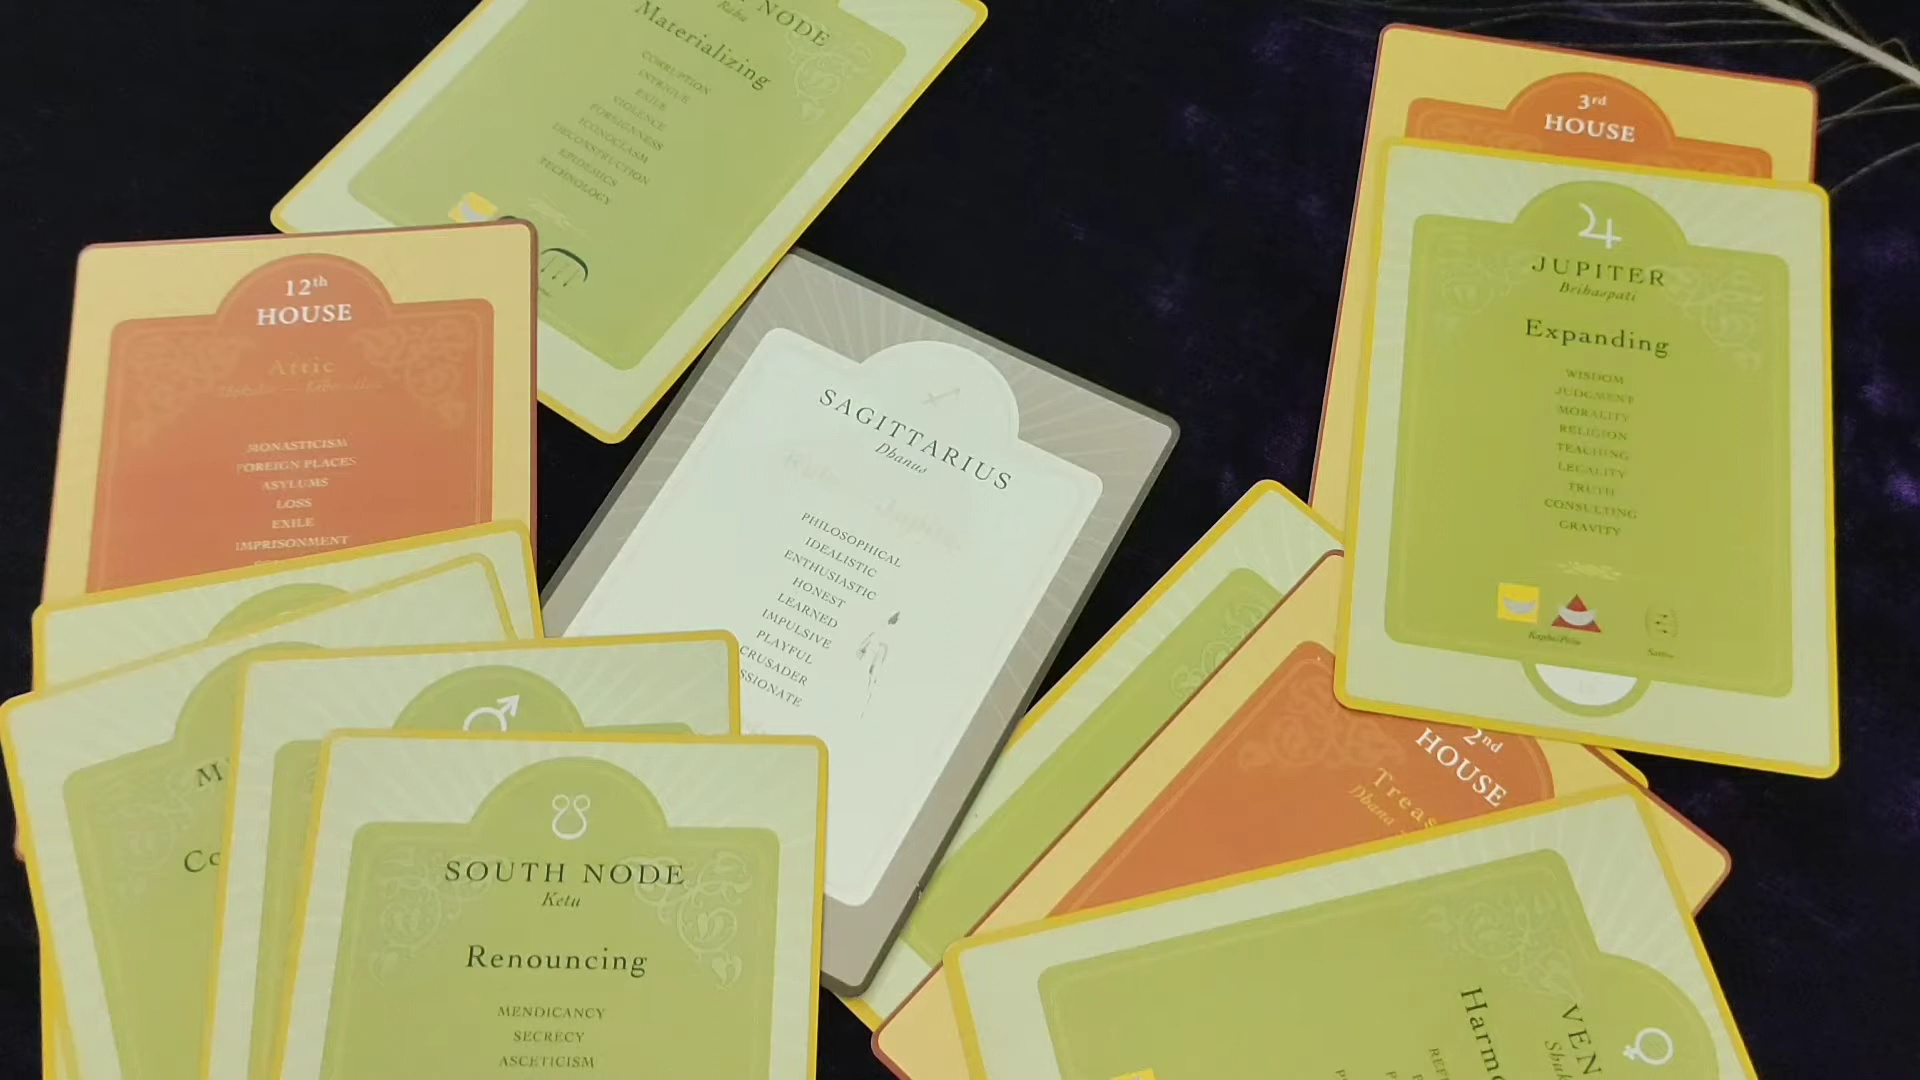 NODE
Rahu
Materializing
CORRUPTION
INTRIGUE
EXILE
VIOLENCE
FOREIGNNESS
ICONOCLASM
DECONSTRUCTION
EPIDEMICS
TECHNOLOGY
12th
HOUSE
Attic
MONASTICISM
FOREIGN PLACES
ASYLUMS
LOSS
EXILE
IMPRISONMENT
SAGITTARIUS
Dhanus
PHILOSOPHICAL
IDEALISTIC
ENTHUSIASTIC
HONEST
LEARNED
IMPULSIVE
PLAYFUL
CRUSADER
SSIONATE
3rd
HOUSE
JUPITER
Brihaspati
Expanding
WISDOM
JUDGMENT
MORALITY
RELIGION
TEACHING
LEGALITY
TRUTH
CONSULTING
GRAVITY
2nd
HOUSE
Treas
Dhana
M
Co
SOUTH NODE
Ketu
Renouncing
MENDICANCY
SECRECY
ASCETICISM
VEN
Shuk
Harmo